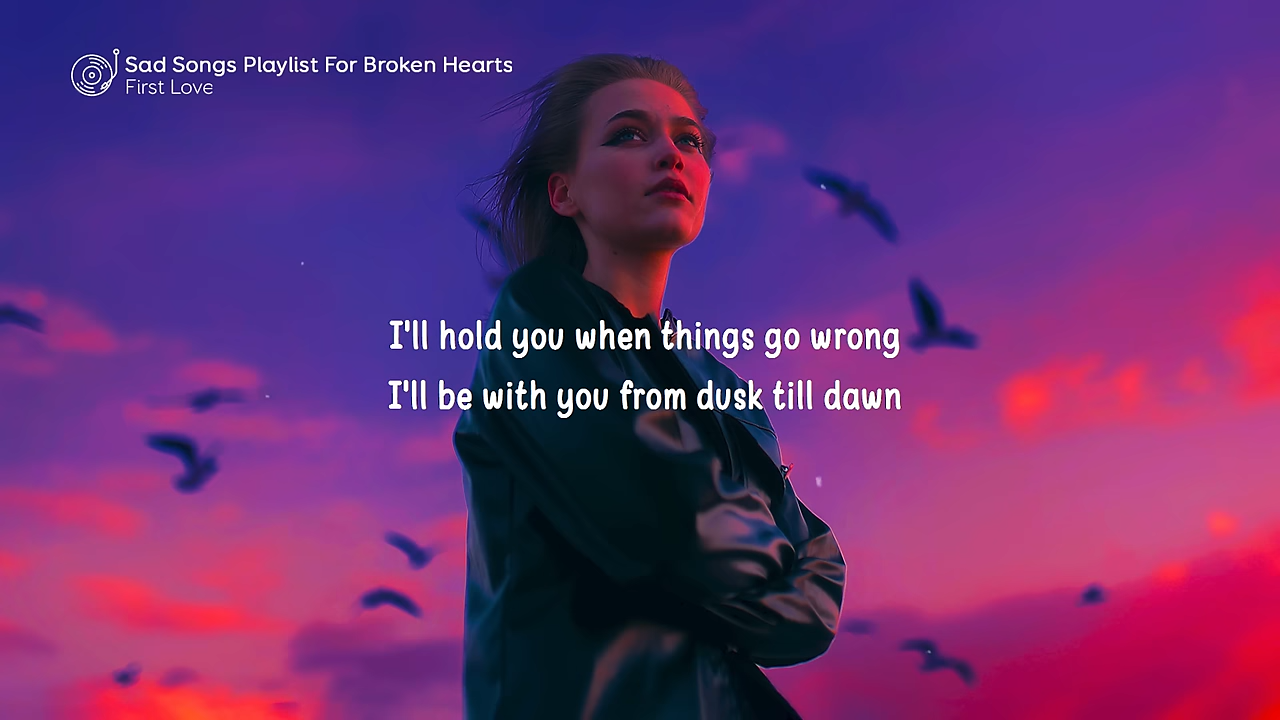 Sad Songs Playlist For Broken Hearts
First Love
I'll hold you when things go wrong
I'll be with you from dusk till dawn